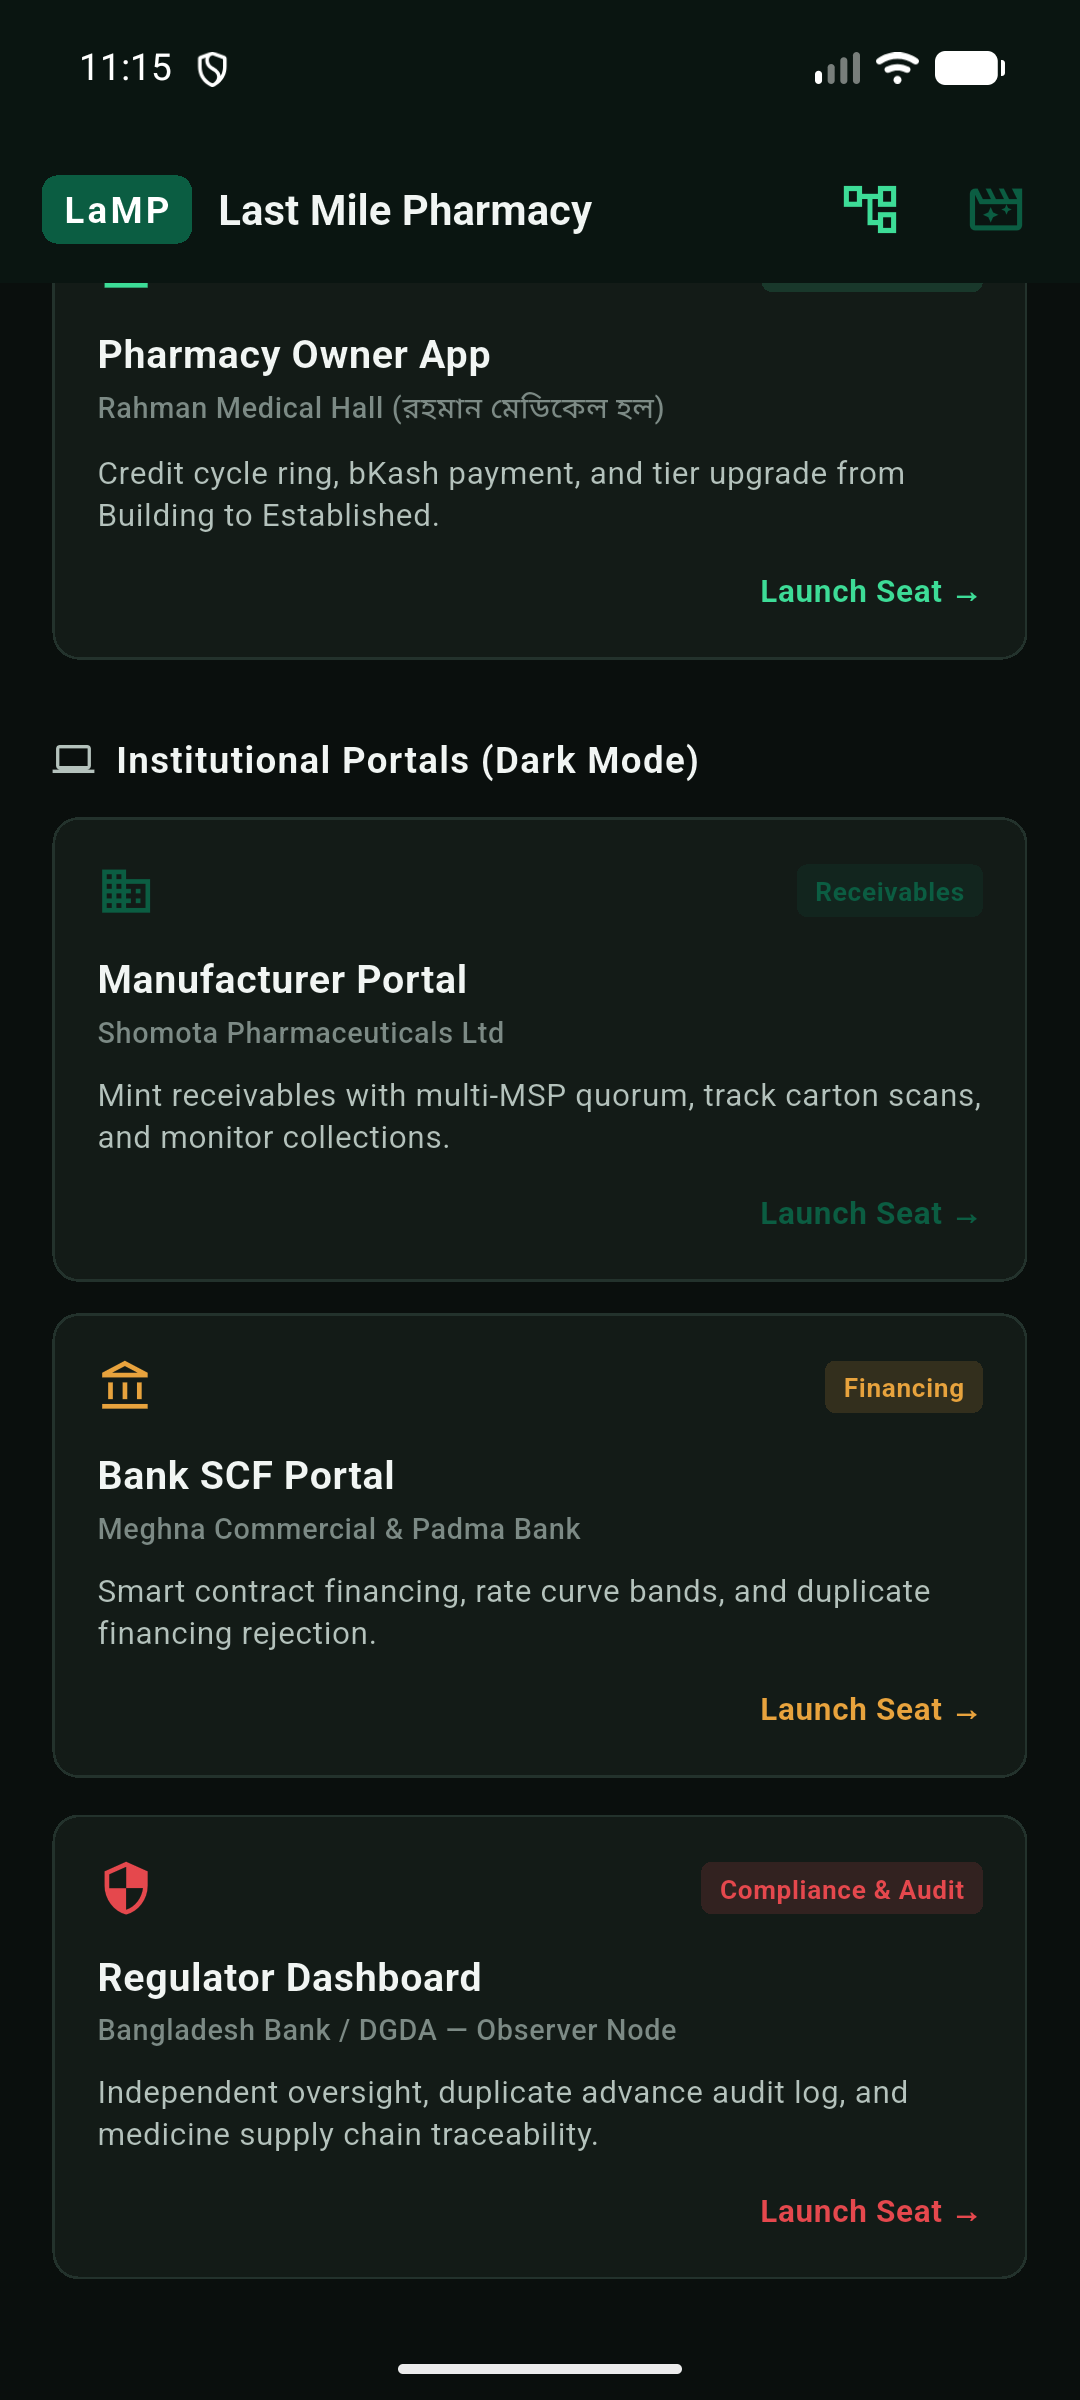 11:15
LaMP Last Mile Pharmacy
Pharmacy Owner App
Rahman Medical Hall (রহমান মেডিকেল হল)
Credit cycle ring, bKash payment, and tier upgrade from
Building to Established.
Launch Seat →
Institutional Portals (Dark Mode)
Receivables
Manufacturer Portal
Shomota Pharmaceuticals Ltd
Mint receivables with multi-MSP quorum, track carton scans,
and monitor collections.
Launch Seat →
Financing
Bank SCF Portal
Meghna Commercial & Padma Bank
Smart contract financing, rate curve bands, and duplicate
financing rejection.
Launch Seat →
Compliance & Audit
Regulator Dashboard
Bangladesh Bank / DGDA — Observer Node
Independent oversight, duplicate advance audit log, and
medicine supply chain traceability.
Launch Seat →